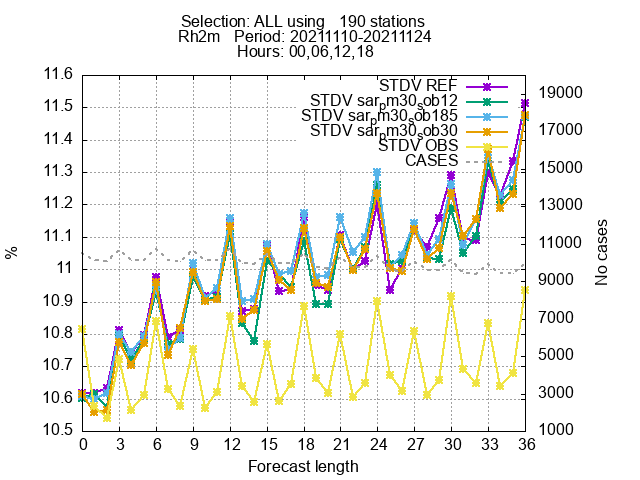 Selection: ALL using 190 stations
Rh2m Period: 20211110-20211124
Hours: 00,06,12,18
STDV REF
STDV sarpm30sob12
STDV sarpm30sob185
STDV sarpm30sob30
STDV OBS
CASES
11.6
11.5
11.4
11.3
11.2
11.1
11
10.9
10.8
10.7
10.6
10.5
%
19000
17000
15000
13000
11000
9000
7000
5000
3000
1000
No cases
0 3 6 9 12 15 18 21 24 27 30 33 36
Forecast length